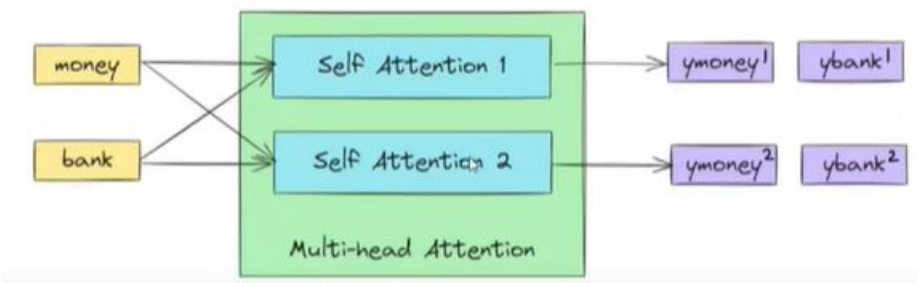 money
Self Attention 1
ymoney¹
ybank¹
bank
Self Attention 2
ymoney²
ybank²
Multi-head Attention